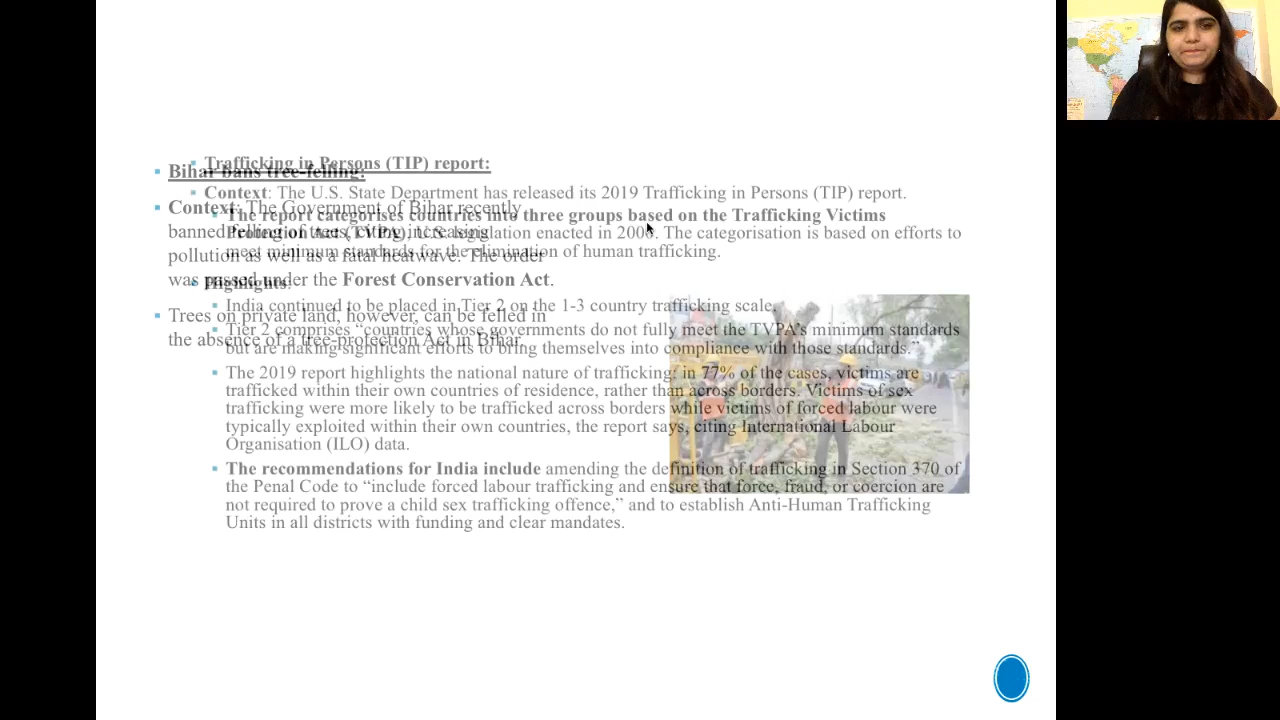 Trafficking in Persons (TIP) report:
Context: The U.S. State Department has released its 2019 Trafficking in Persons (TIP) report.
The report categorises countries into three groups based on the Trafficking Victims
Protection Act (TVPA), U.S. legislation enacted in 2000. The categorisation is based on efforts to
meet minimum standards for the elimination of human trafficking.
Highlights:
India continued to be placed in Tier 2 on the 1-3 country trafficking scale.
Tier 2 comprises “countries whose governments do not fully meet the TVPA’s minimum standards
but are making significant efforts to bring themselves into compliance with those standards.”
The 2019 report highlights the national nature of trafficking: in 77% of the cases, victims are
trafficked within their own countries of residence, rather than across borders. Victims of sex
trafficking were more likely to be trafficked across borders while victims of forced labour were
typically exploited within their own countries, the report says, citing International Labour
Organisation (ILO) data.
The recommendations for India include amending the definition of trafficking in Section 370 of
the Penal Code to “include forced labour trafficking and ensure that force, fraud, or coercion are
not required to prove a child sex trafficking offence,” and to establish Anti-Human Trafficking
Units in all districts with funding and clear mandates.
Bihar bans tree-felling:
Context: The Government of Bihar recently
banned felling of trees, citing increasing
pollution as well as a fatal heatwave. The order
was passed under the Forest Conservation Act.
Trees on private land, however, can be felled in
the absence of a tree-protection Act in Bihar.